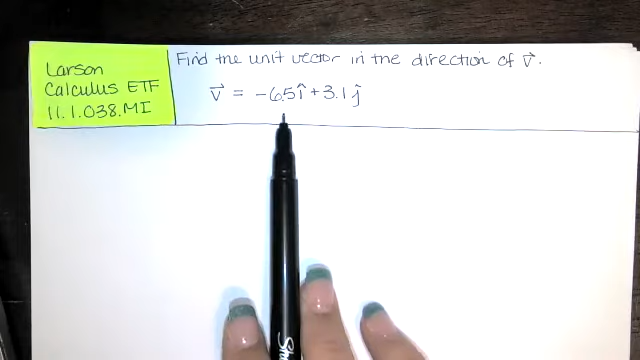 Larson
Calculus ETF
11.1.038.MI
Find the unit vector in the direction of v⃗.
v⃗ = -6.5î + 3.1ĵ